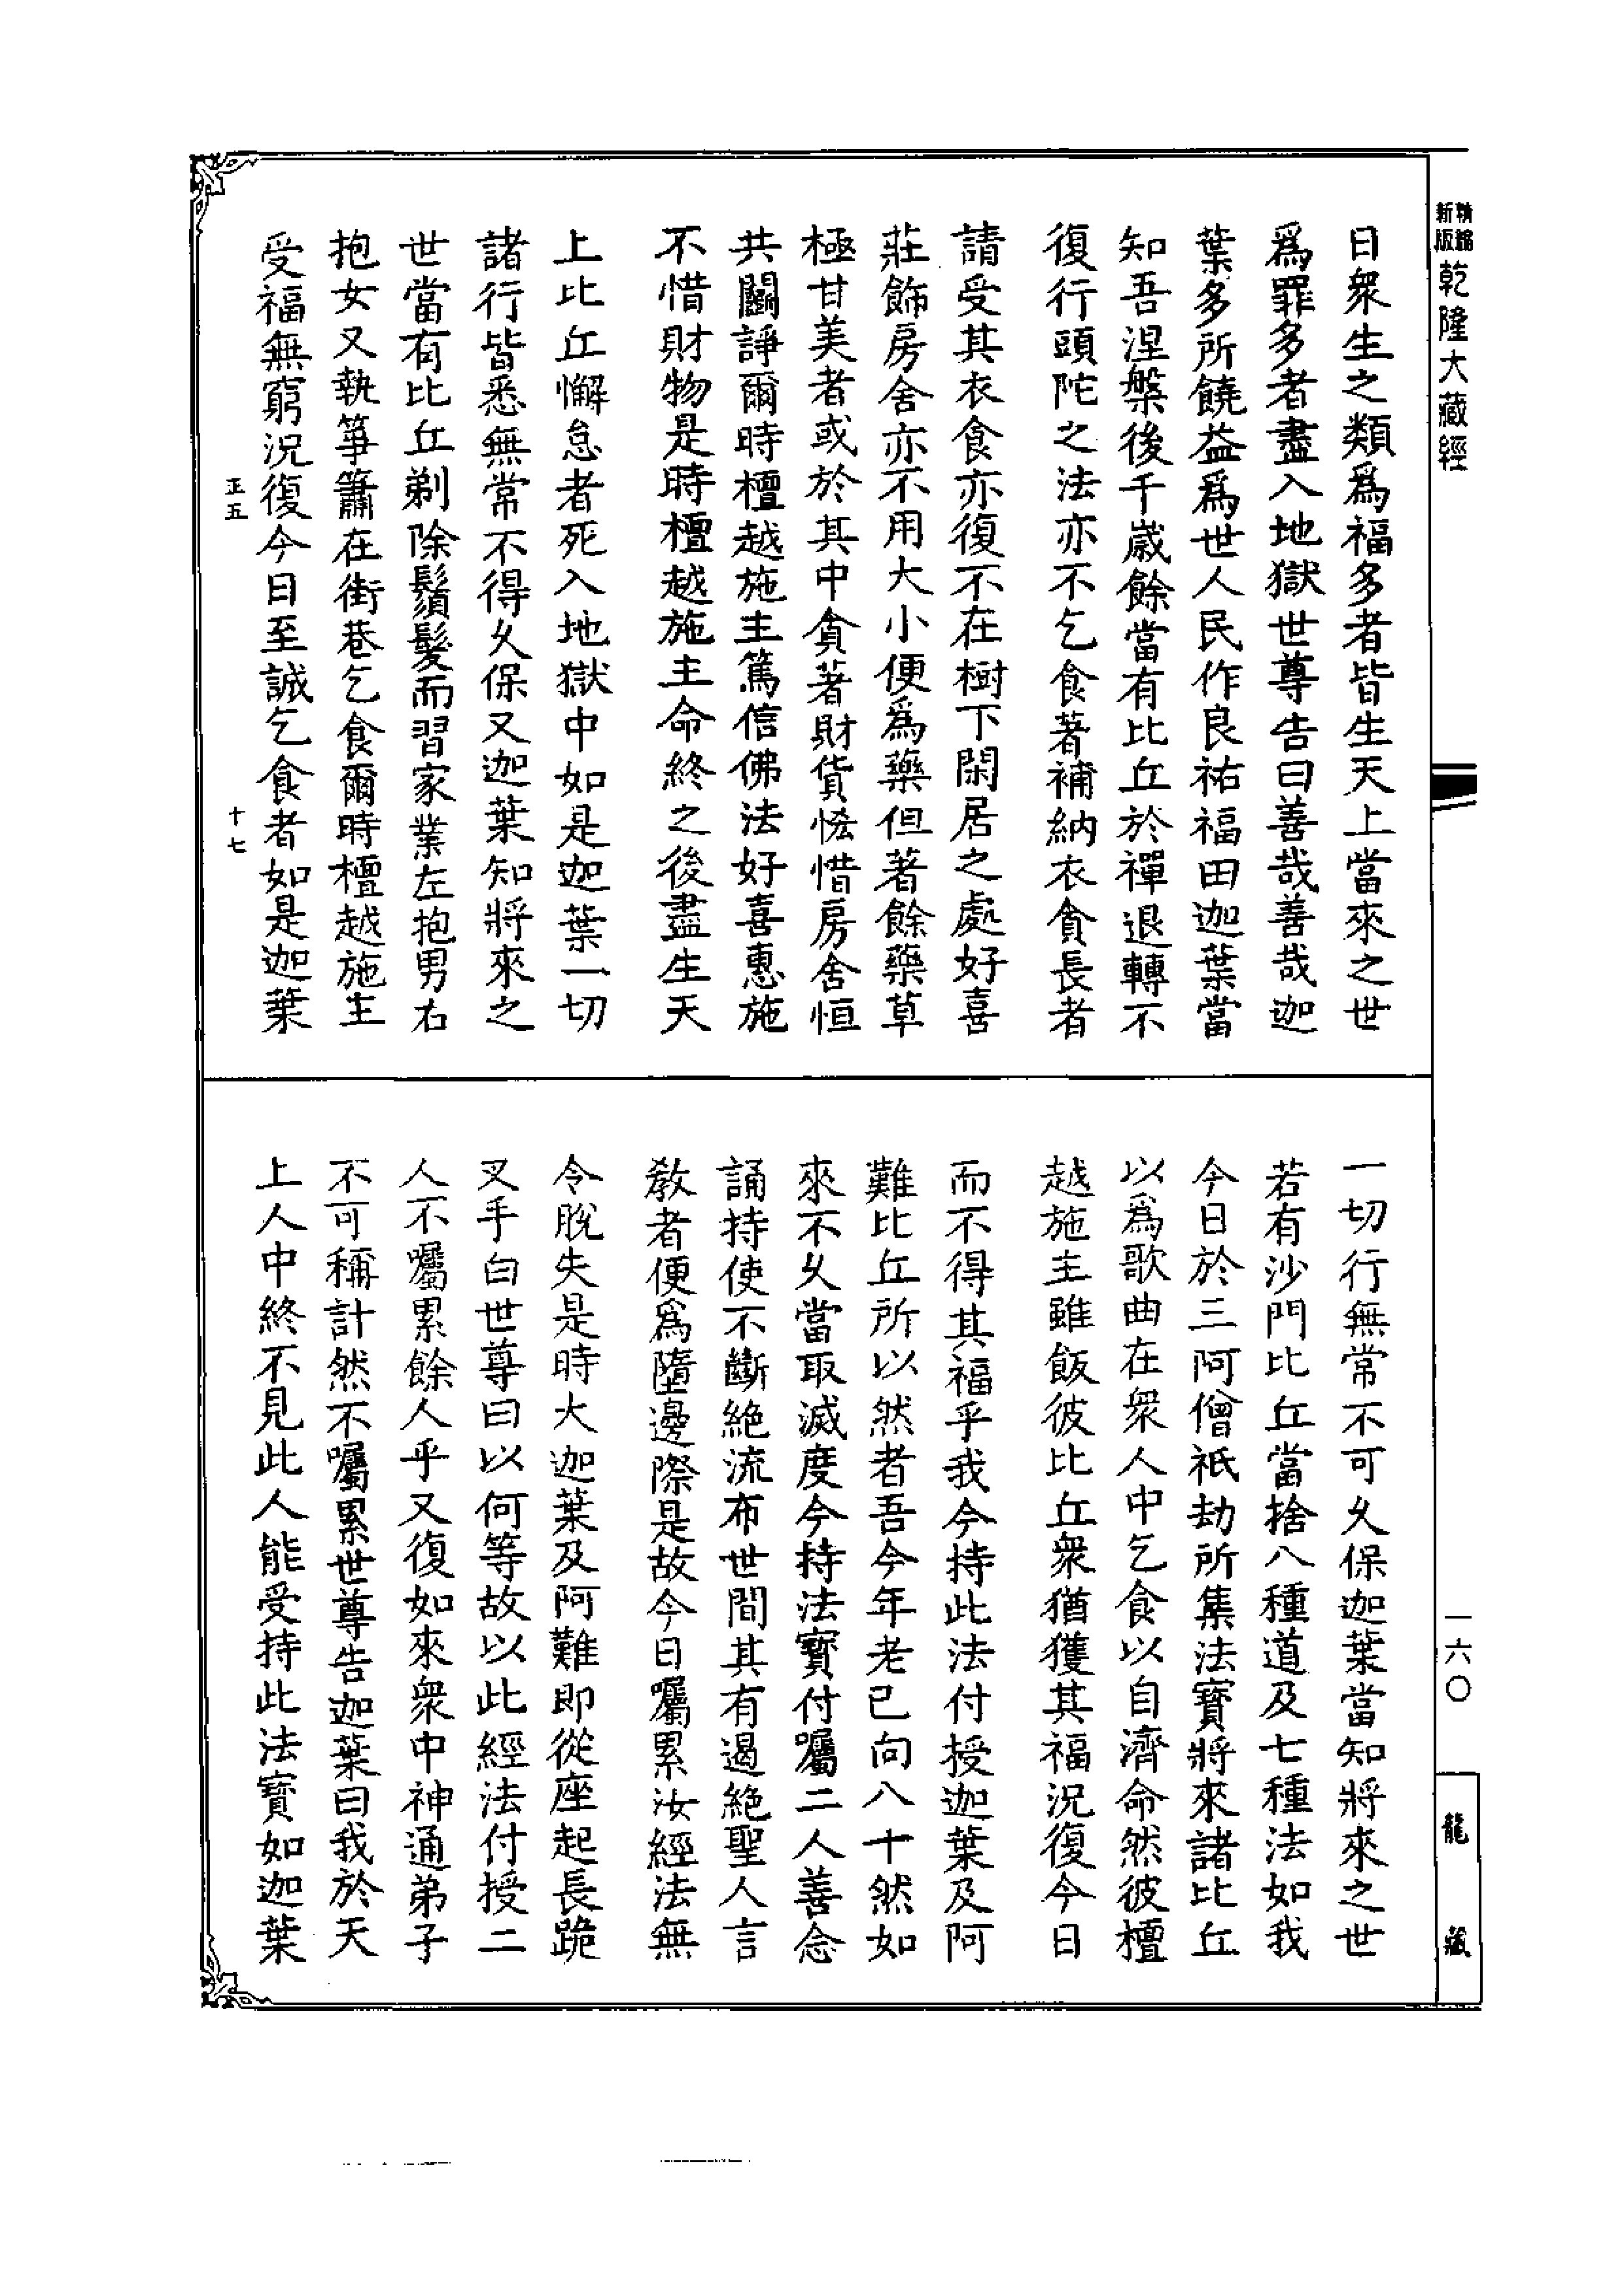 新版
精編
乾隆大藏經
日衆生之類爲福多者皆生天上當來之世
爲罪多者盡入地獄世尊告曰善哉善哉迦
葉多所饒益爲世人民作良祐福田迦葉當
知吾涅槃後千歲餘當有比丘於禪退轉不
復行頭陀之法亦不乞食著補納衣貪長者
請受其衣食亦復不在樹下閑居之處好喜
莊飾房舍亦不用大小便爲藥但著餘藥草
極甘美者或於其中貪著財貨悋惜房舍恒
共鬬諍爾時檀越施主篤信佛法好喜惠施
不惜財物是時檀越施主命終之後盡生天
上比丘懈怠者死入地獄中如是迦葉一切
諸行皆悉無常不得久保又迦葉知將來之
世當有比丘剃除鬚髮而習家業左抱男右
抱女又執箏簫在街巷乞食爾時檀越施主
受福無窮況復今日至誠乞食者如是迦葉
正五
十七
一切行無常不可久保迦葉當知將來之世
若有沙門比丘當捨八種道及七種法如我
今日於三阿僧祇劫所集法寶將來諸比丘
以爲歌曲在衆人中乞食以自濟命然彼檀
越施主雖飯彼比丘衆猶獲其福況復今日
而不得其福乎我今持此法付授迦葉及阿
難比丘所以然者吾今年老已向八十然如
來不久當取滅度今持法寶付囑二人善念
誦持使不斷絶流布世間其有遏絶聖人言
教者便爲墮邊際是故今日囑累汝經法無
令脫失是時大迦葉及阿難即從座起長跪
叉手白世尊曰以何等故以此經法付授二
人不囑累餘人乎又復如來衆中神通弟子
不可稱計然不囑累世尊告迦葉曰我於天
上人中終不見此人能受持此法寶如迦葉
一六〇
龍藏